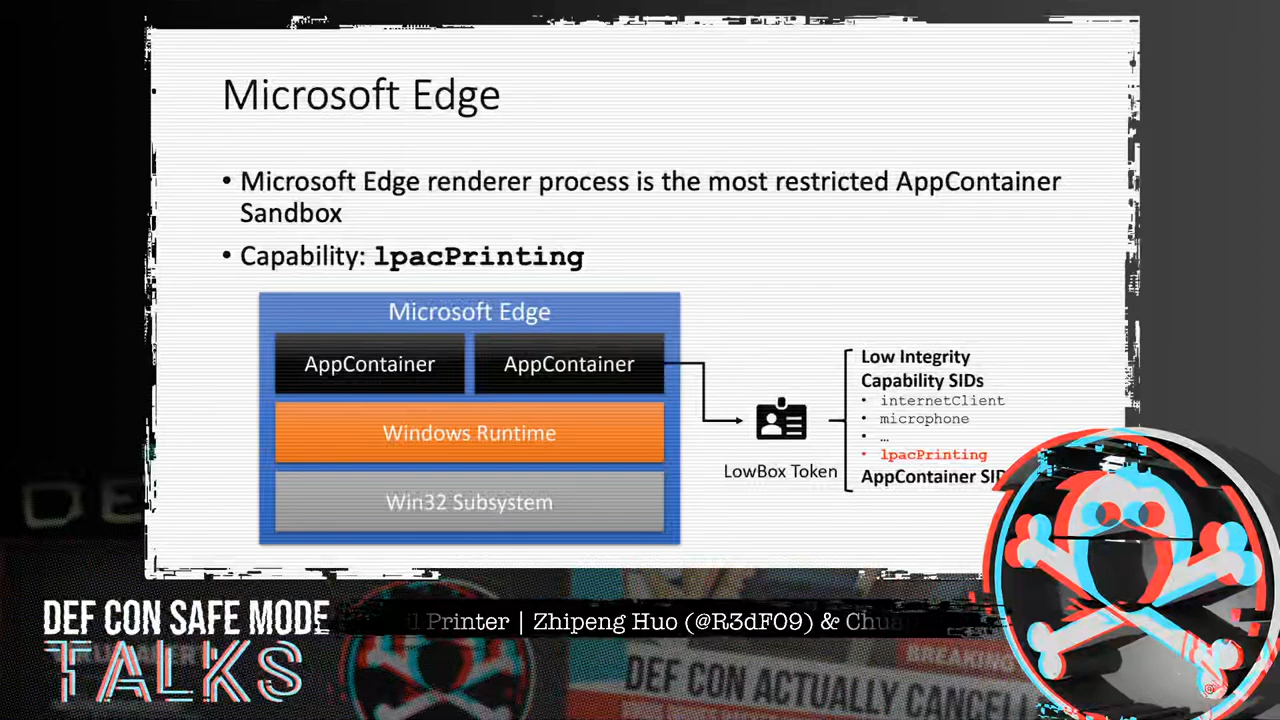 Microsoft Edge
• Microsoft Edge renderer process is the most restricted AppContainer
Sandbox
• Capability: lpacPrinting
Microsoft Edge
AppContainer
AppContainer
Windows Runtime
Win32 Subsystem
LowBox Token
Low Integrity
Capability SIDs
• internetClient
• microphone
• …
• lpacPrinting
AppContainer SID
DEF CON SAFE MODE
TALKS
Printer | Zhipeng Huo (@R3dF09) & Chua
BREAKING
DEF CON ACTUALLY CANCELL